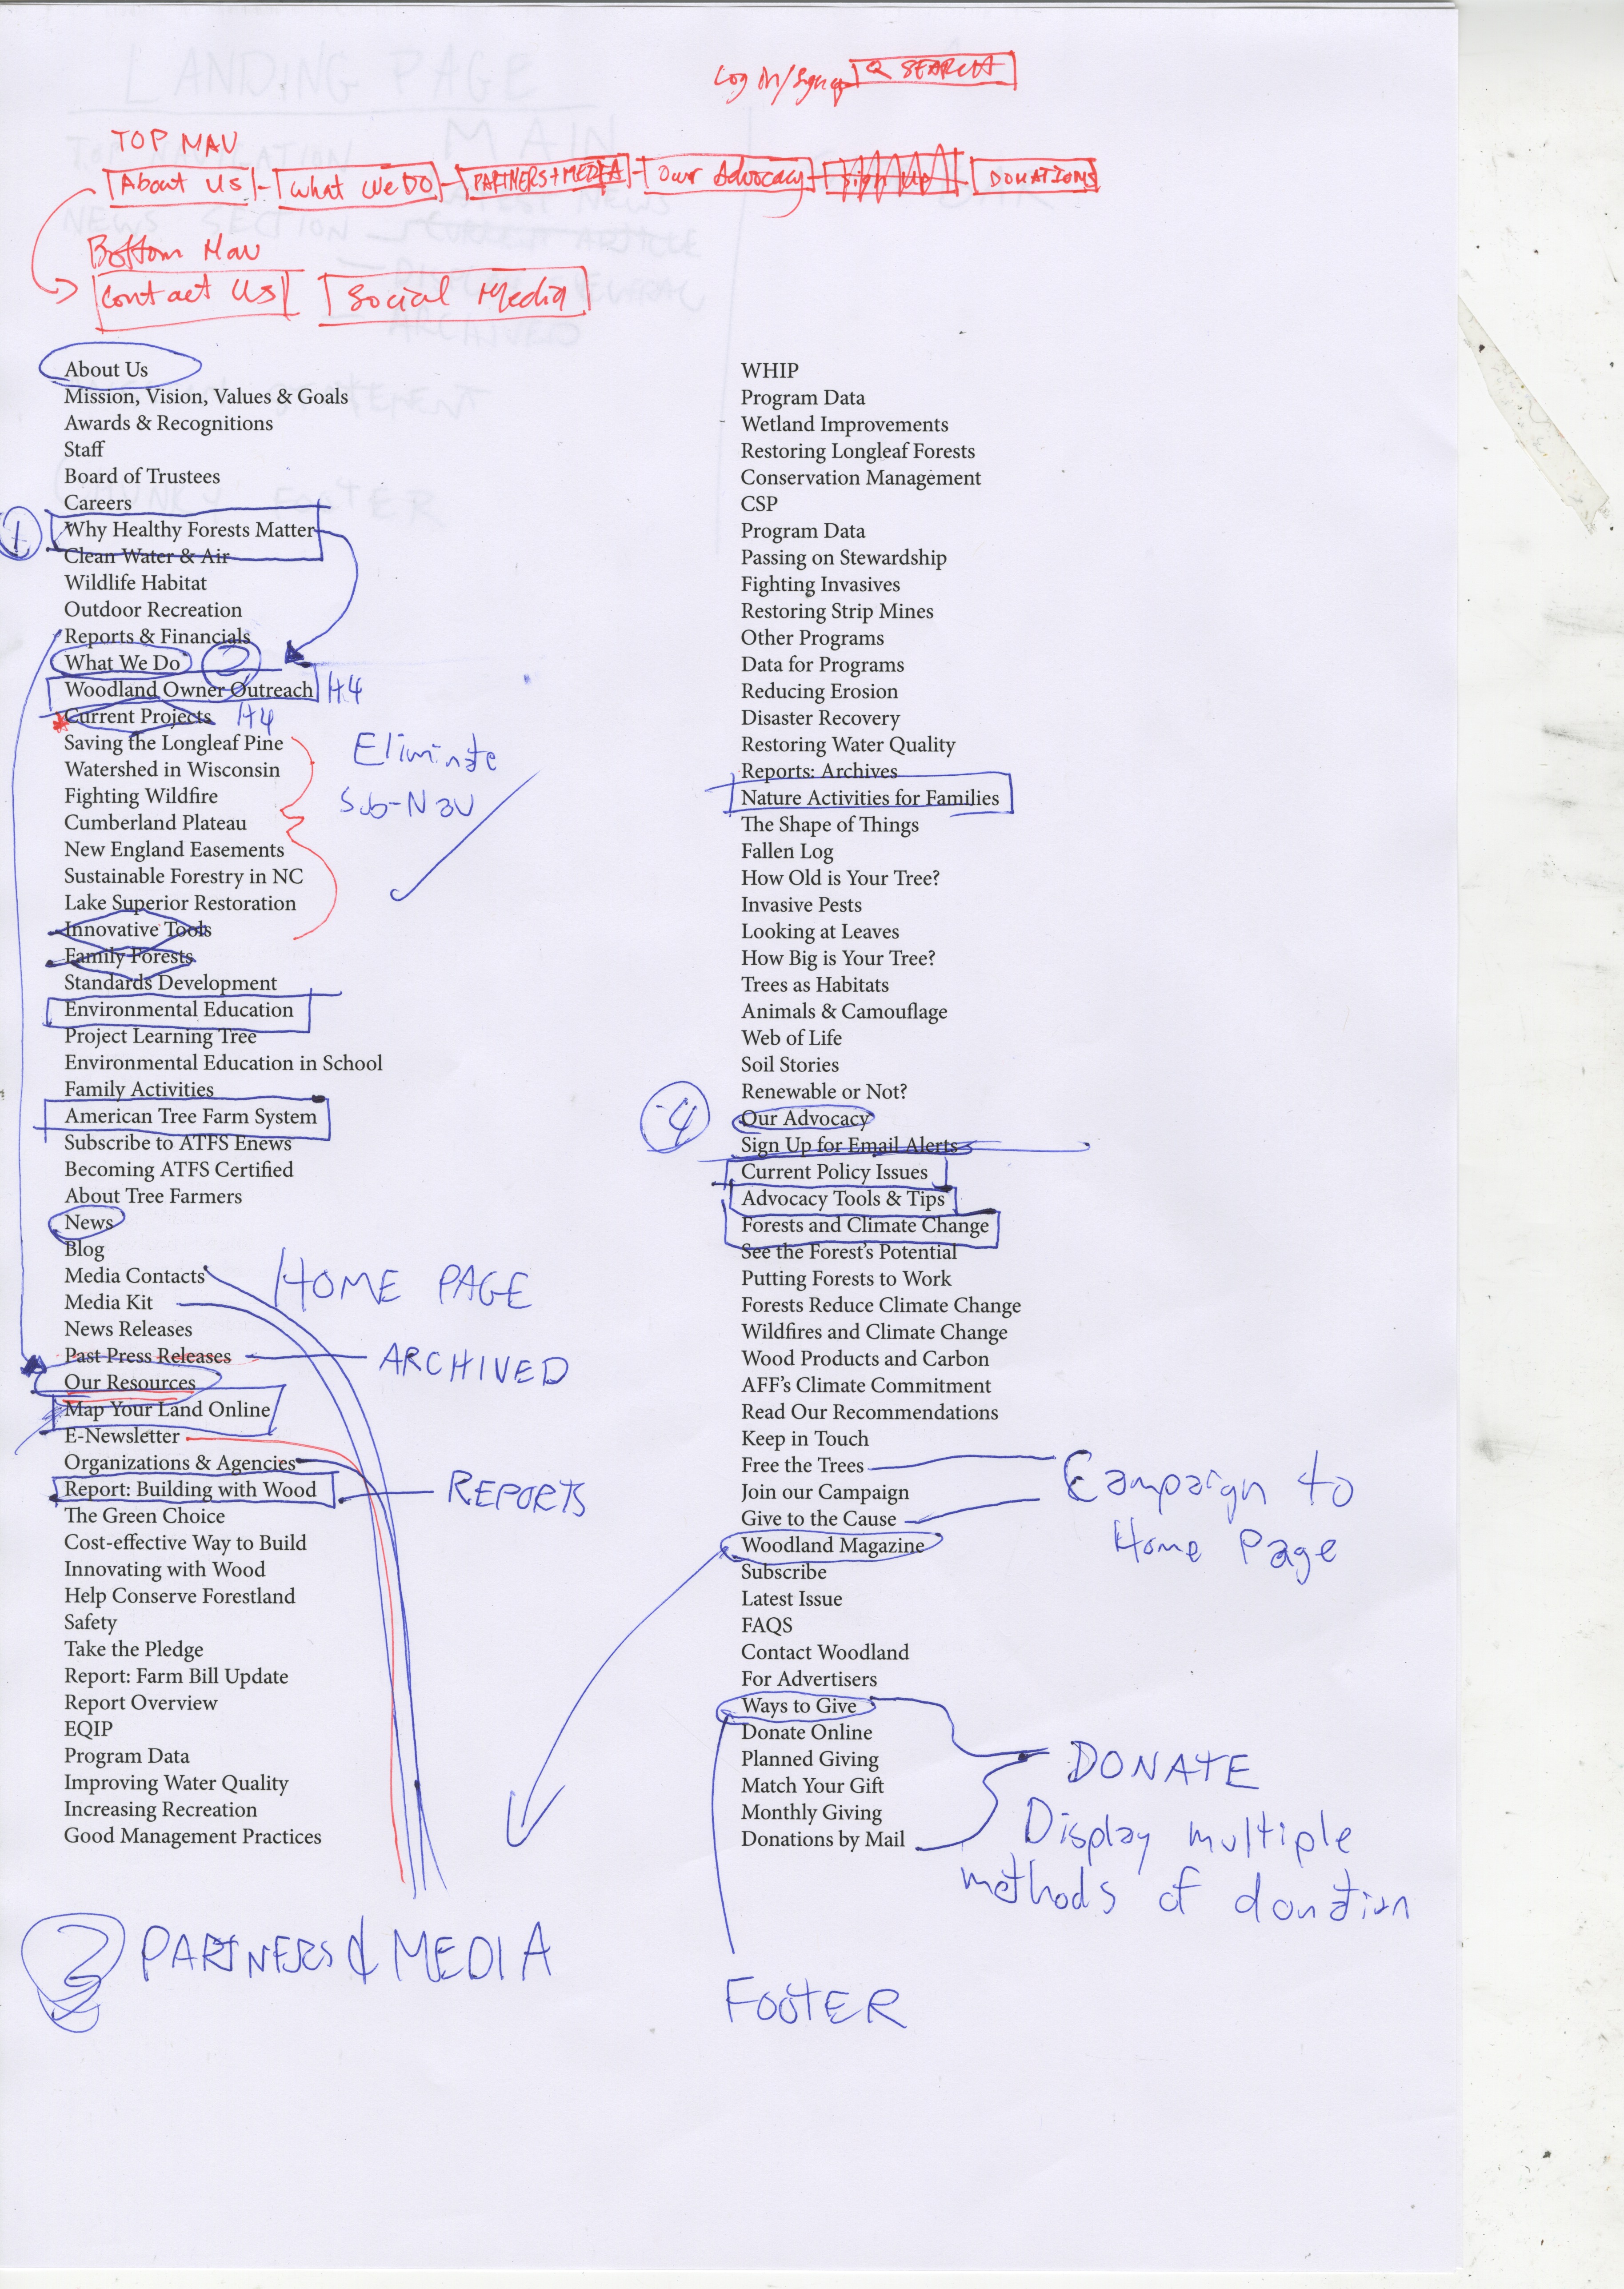 LANDING PAGE
MAIN
Log In/Sign up SEARCH
TOP NAV
About Us - What We DO - PARTNERS + MEDIA - Our Advocacy - Sign Up - DONATIONS
NEWS SECTION
Bottom Nav
Contact Us Social Media
ARCHIVED
About Us
Mission, Vision, Values & Goals
Awards & Recognitions
Staff
Board of Trustees
FOOTER
Careers
1
Why Healthy Forests Matter
Clean Water & Air
Wildlife Habitat
Outdoor Recreation
Reports & Financials
What We Do 2
Woodland Owner Outreach H4
Current Projects H4
Saving the Longleaf Pine
Watershed in Wisconsin
Fighting Wildfire
Cumberland Plateau
New England Easements
Sustainable Forestry in NC
Lake Superior Restoration
Eliminate
Sub-Nav
Innovative Tools
Family Forests
Standards Development
Environmental Education
Project Learning Tree
Environmental Education in School
Family Activities
American Tree Farm System
Subscribe to ATFS Enews
Becoming ATFS Certified
About Tree Farmers
News
Blog
Media Contacts
Media Kit
HOME PAGE
News Releases
Past Press Releases ARCHIVED
Our Resources
Map Your Land Online
E-Newsletter
Organizations & Agencies
Report: Building with Wood REPORTS
The Green Choice
Cost-effective Way to Build
Innovating with Wood
Help Conserve Forestland
Safety
Take the Pledge
Report: Farm Bill Update
Report Overview
EQIP
Program Data
Improving Water Quality
Increasing Recreation
Good Management Practices
3 PARTNERS & MEDIA
WHIP
Program Data
Wetland Improvements
Restoring Longleaf Forests
Conservation Management
CSP
Program Data
Passing on Stewardship
Fighting Invasives
Restoring Strip Mines
Other Programs
Data for Programs
Reducing Erosion
Disaster Recovery
Restoring Water Quality
Reports: Archives
Nature Activities for Families
The Shape of Things
Fallen Log
How Old is Your Tree?
Invasive Pests
Looking at Leaves
How Big is Your Tree?
Trees as Habitats
Animals & Camouflage
Web of Life
Soil Stories
Renewable or Not?
4
Our Advocacy
Sign Up for Email Alerts
Current Policy Issues
Advocacy Tools & Tips
Forests and Climate Change
See the Forest's Potential
Putting Forests to Work
Forests Reduce Climate Change
Wildfires and Climate Change
Wood Products and Carbon
AFF's Climate Commitment
Read Our Recommendations
Keep in Touch
Free the Trees
Join our Campaign
Give to the Cause
Campaign to
Home Page
Woodland Magazine
Subscribe
Latest Issue
FAQS
Contact Woodland
For Advertisers
Ways to Give
Donate Online
Planned Giving
Match Your Gift
Monthly Giving
Donations by Mail
DONATE
Display multiple
methods of donation
FOOTER